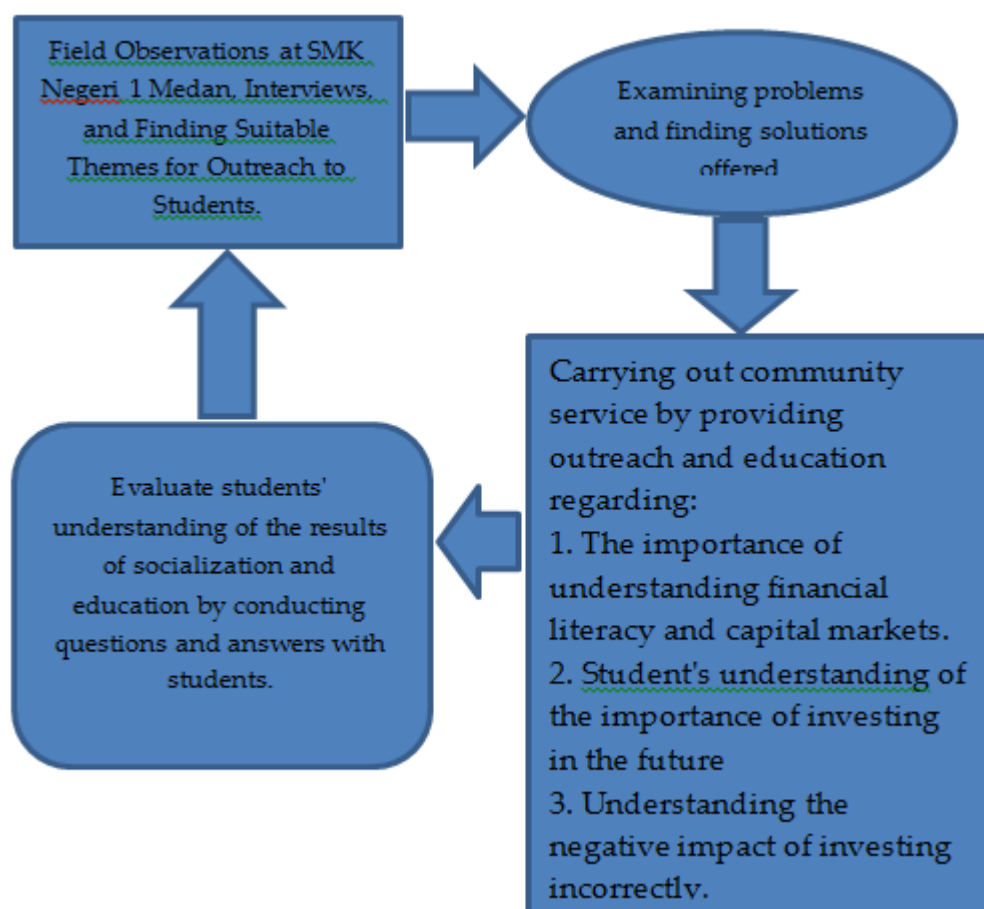 Field Observations at SMK
Negeri 1 Medan, Interviews,
and Finding Suitable
Themes for Outreach to
Students.
Examining problems
and finding solutions
offered
Carrying out community
service by providing
outreach and education
regarding:
1. The importance of
understanding financial
literacy and capital markets.
2. Student's understanding of
the importance of investing
in the future
3. Understanding the
negative impact of investing
incorrectly.
Evaluate students'
understanding of the results
of socialization and
education by conducting
questions and answers with
students.